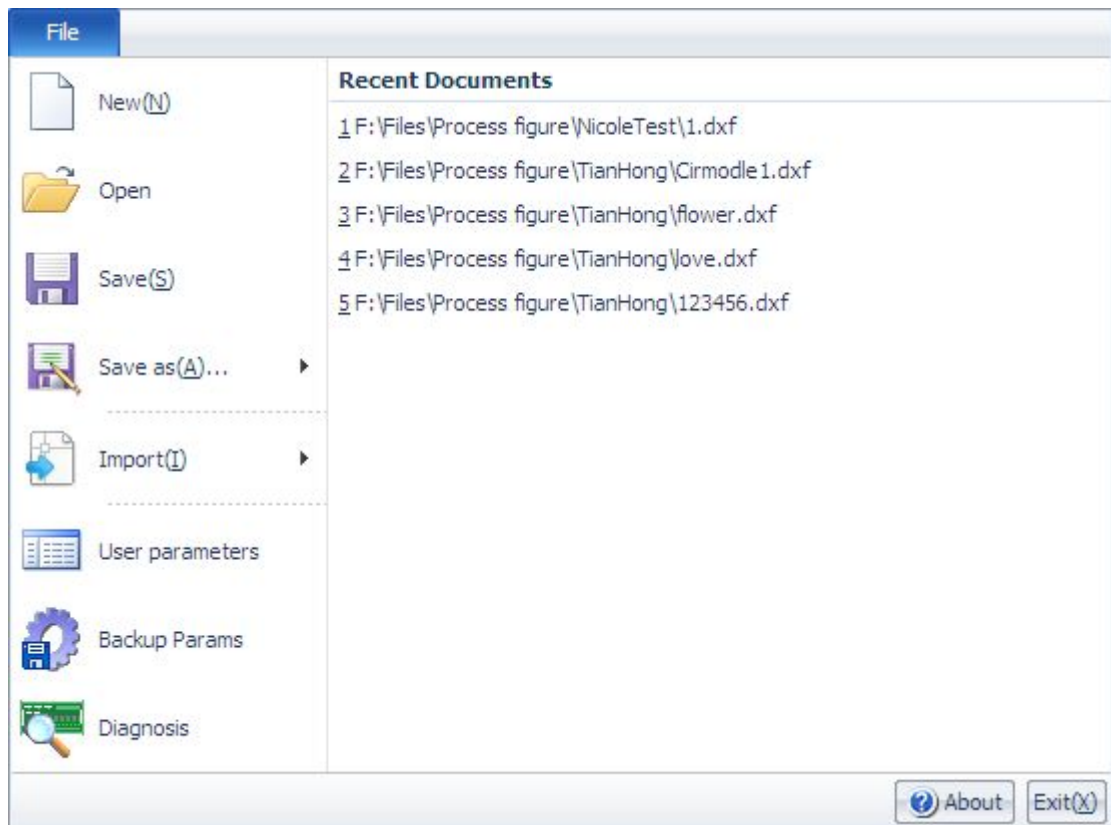 File
New(N)
Open
Save(S)
Save as(A)...
Import(I)
User parameters
Backup Params
Diagnosis
Recent Documents
1 F:\Files\Process figure\NicoleTest\1.dxf
2 F:\Files\Process figure\TianHong\Cirmodle1.dxf
3 F:\Files\Process figure\TianHong\flower.dxf
4 F:\Files\Process figure\TianHong\love.dxf
5 F:\Files\Process figure\TianHong\123456.dxf
About
Exit(X)